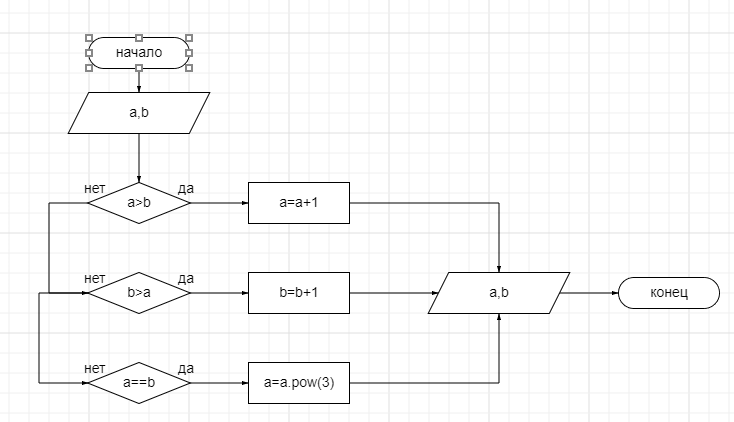 начало
a,b
нет
да
a>b
a=a+1
нет
да
b>a
b=b+1
a,b
конец
нет
да
a==b
a=a.pow(3)